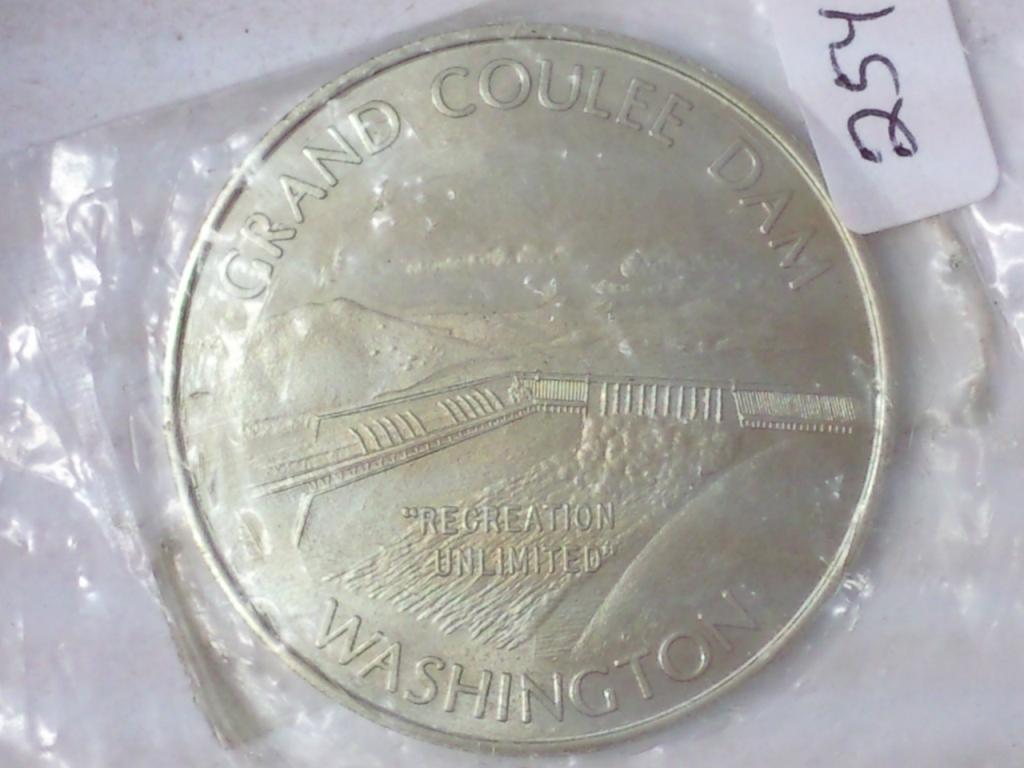 GRAND COULEE DAM
"RECREATION
UNLIMITED"
WASHINGTON
254